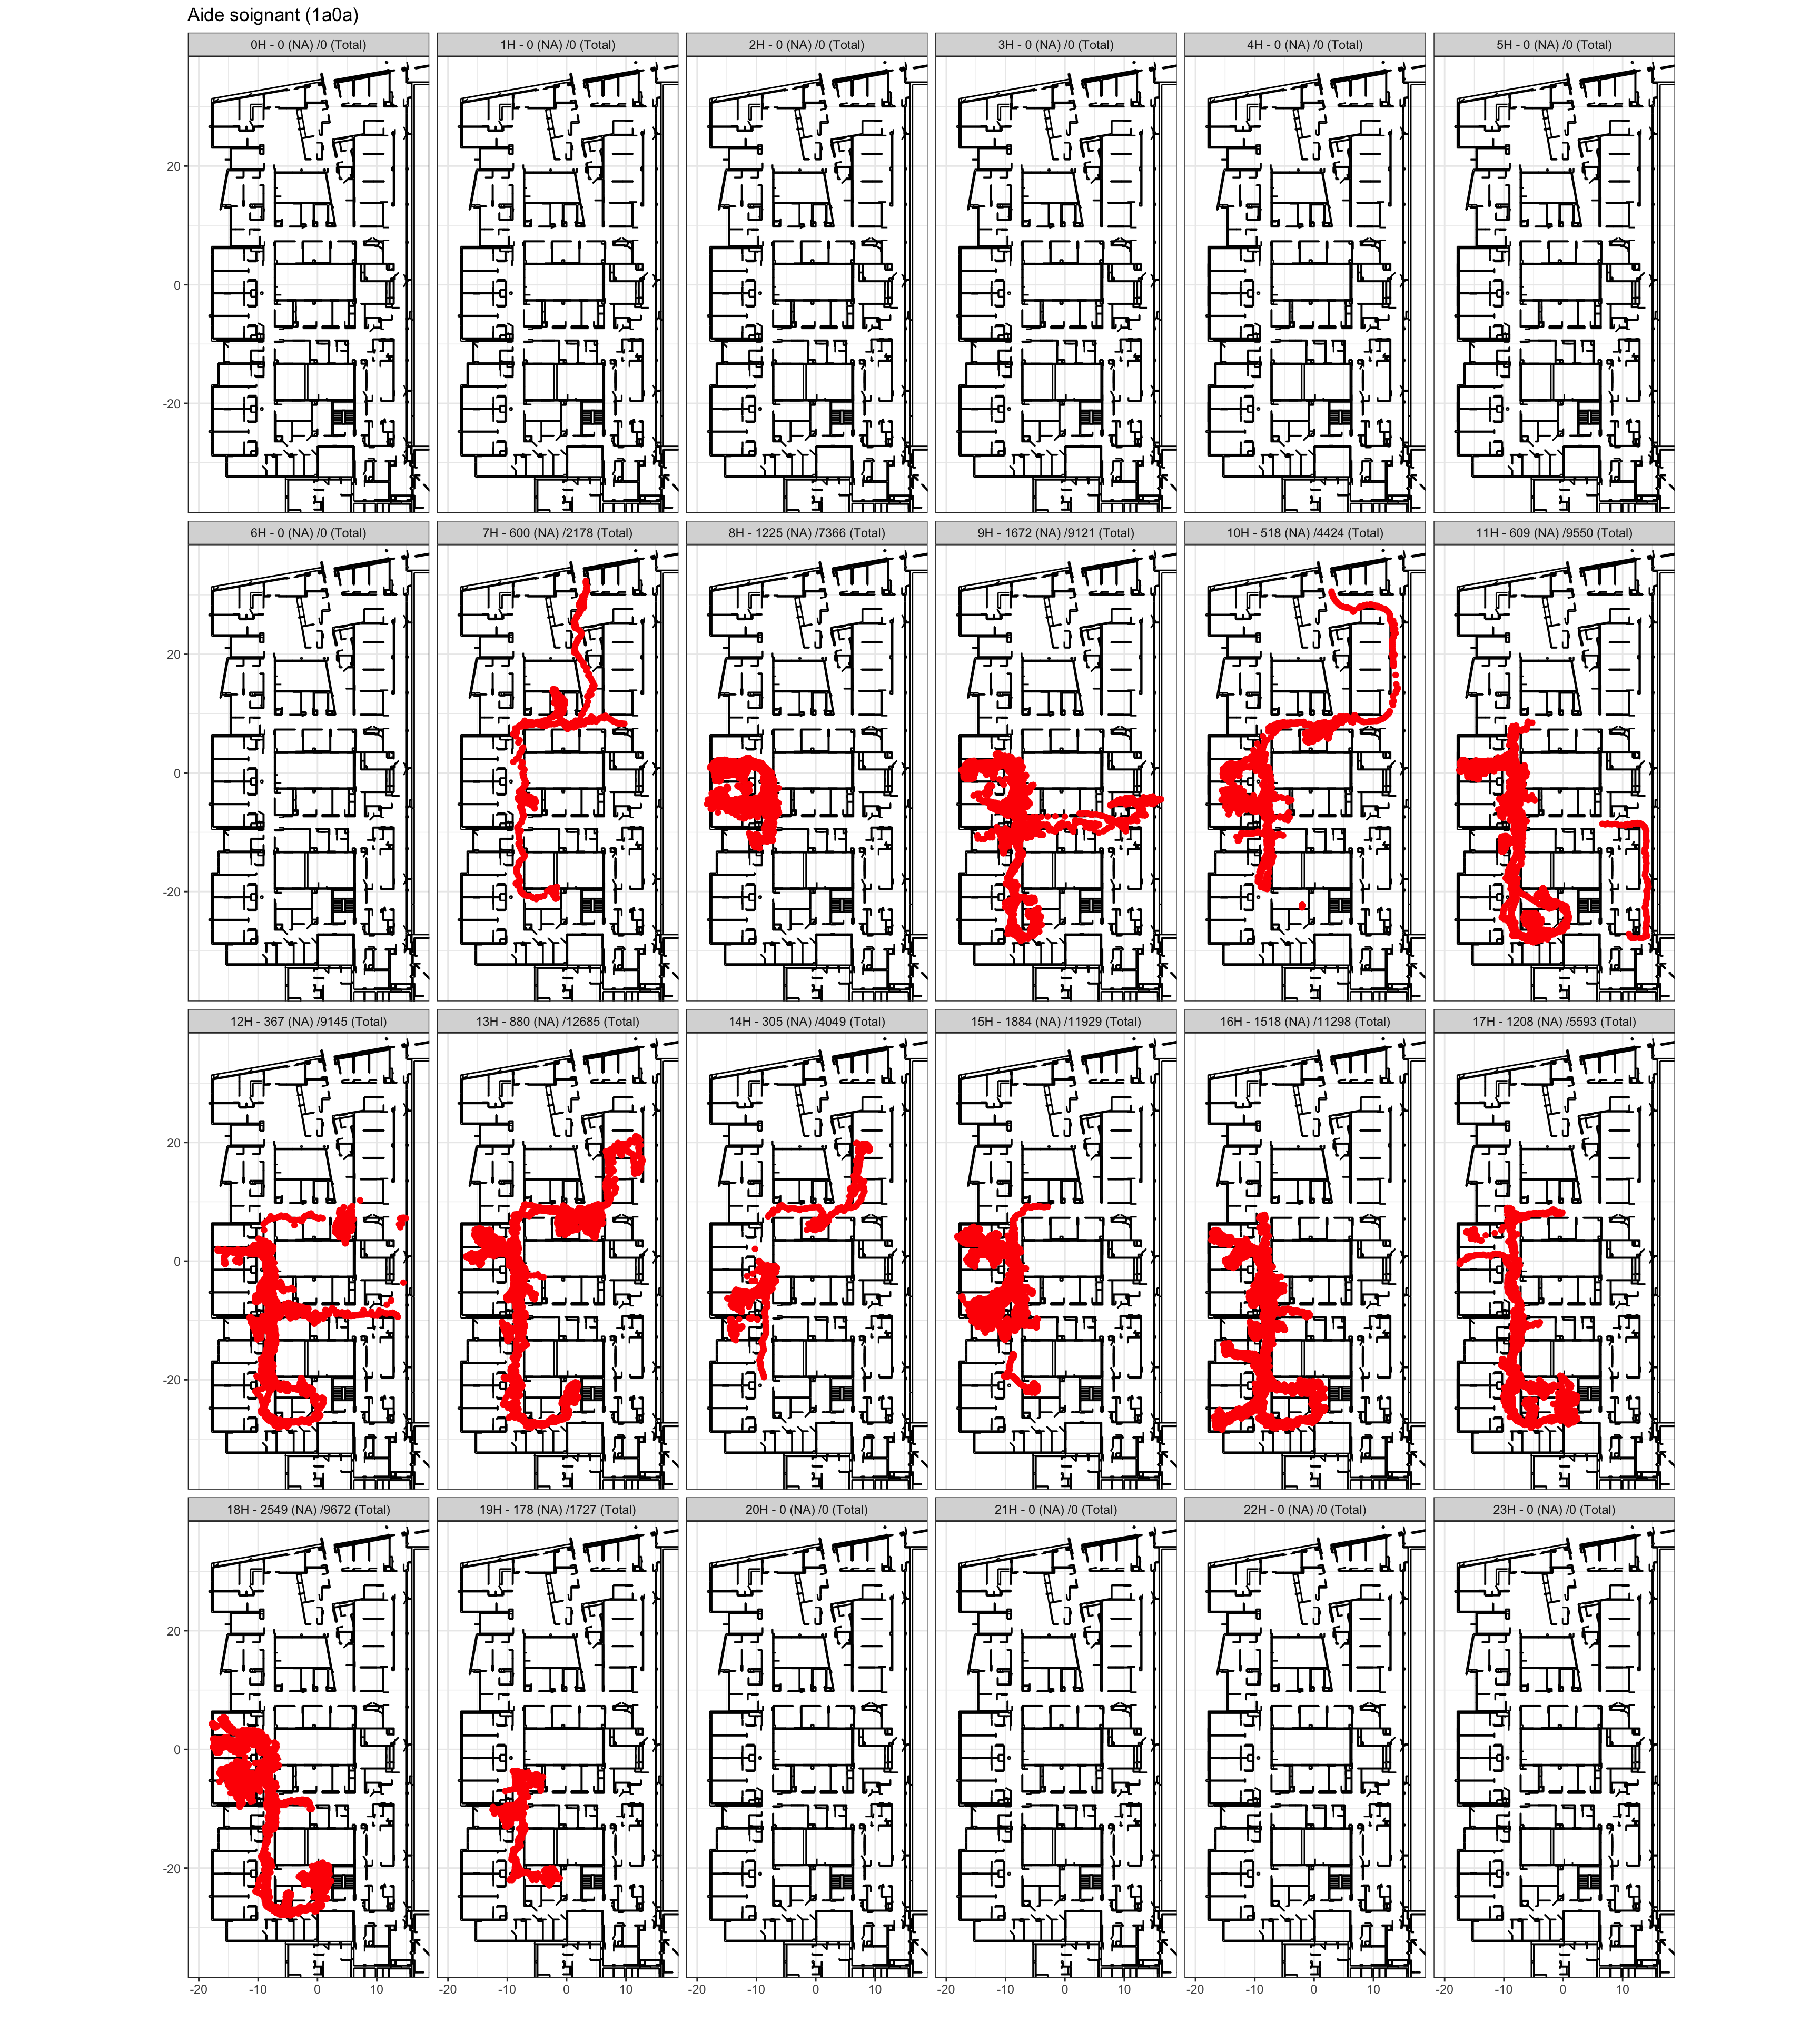 Aide soignant (1a0a)
0H - 0 (NA) /0 (Total)
1H - 0 (NA) /0 (Total)
2H - 0 (NA) /0 (Total)
3H - 0 (NA) /0 (Total)
4H - 0 (NA) /0 (Total)
5H - 0 (NA) /0 (Total)
20
0
-20
6H - 0 (NA) /0 (Total)
7H - 600 (NA) /2178 (Total)
8H - 1225 (NA) /7366 (Total)
9H - 1672 (NA) /9121 (Total)
10H - 518 (NA) /4424 (Total)
11H - 609 (NA) /9550 (Total)
20
0
-20
12H - 367 (NA) /9145 (Total)
13H - 880 (NA) /12685 (Total)
14H - 305 (NA) /4049 (Total)
15H - 1884 (NA) /11929 (Total)
16H - 1518 (NA) /11298 (Total)
17H - 1208 (NA) /5593 (Total)
20
0
-20
18H - 2549 (NA) /9672 (Total)
19H - 178 (NA) /1727 (Total)
20H - 0 (NA) /0 (Total)
21H - 0 (NA) /0 (Total)
22H - 0 (NA) /0 (Total)
23H - 0 (NA) /0 (Total)
20
0
-20
-20 -10 0 10
-20 -10 0 10
-20 -10 0 10
-20 -10 0 10
-20 -10 0 10
-20 -10 0 10